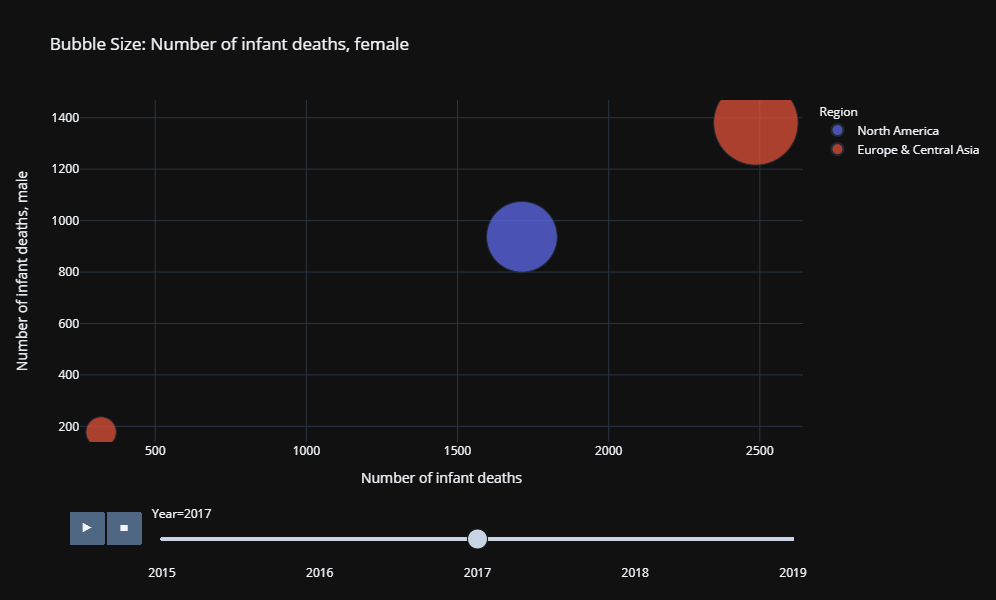 Bubble Size: Number of infant deaths, female
Number of infant deaths, male
1400
1200
1000
800
600
400
200
500 1000 1500 2000 2500
Number of infant deaths
Region
North America
Europe & Central Asia
Year=2017
2015 2016 2017 2018 2019